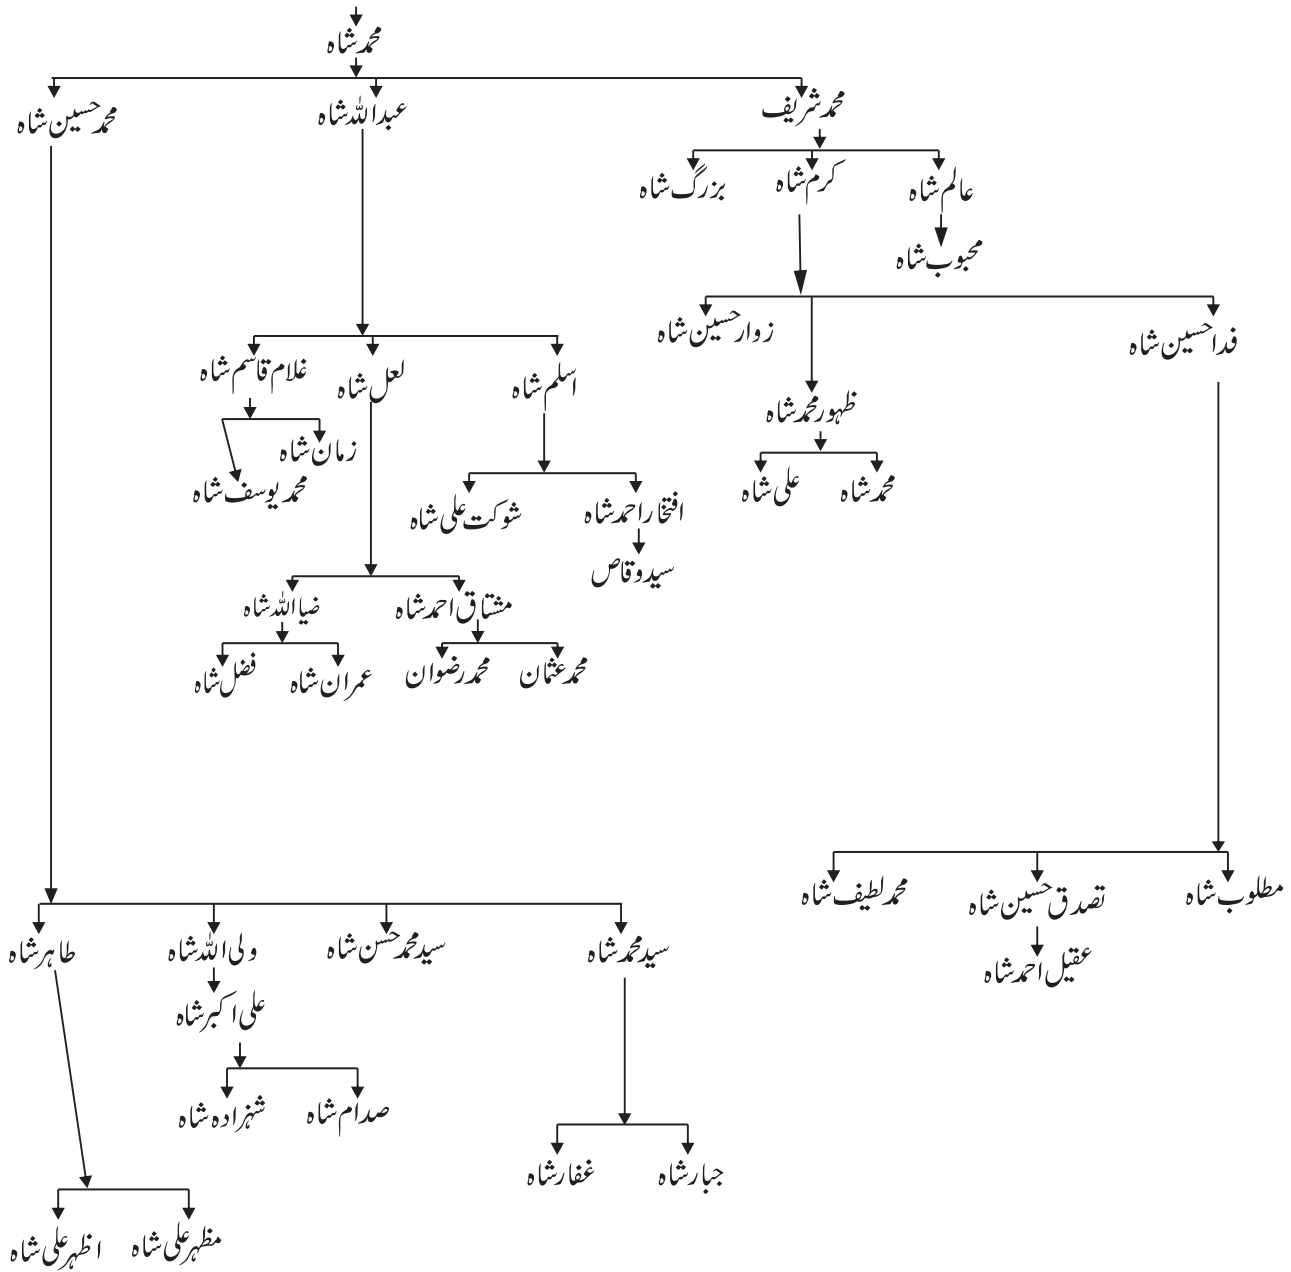 محمد شاہ
محمد شریف
عبداللہ شاہ
محمد حسین شاہ
عالم شاہ
کرم شاہ
بزرگ شاہ
محبوب شاہ
فدا حسین شاہ
زوار حسین شاہ
اسلم شاہ
لعل شاہ
غلام قاسم شاہ
ظہور محمد شاہ
زمان شاہ
محمد یوسف شاہ
محمد شاہ
علی شاہ
افتخار احمد شاہ
شوکت علی شاہ
سید وقاص
مشتاق احمد شاہ
ضیا اللہ شاہ
محمد عثمان
محمد رضوان
عمران شاہ
فضل شاہ
مطلوب شاہ
تصدق حسین شاہ
محمد لطیف شاہ
عقیل احمد شاہ
سید محمد شاہ
سید محمد حسن شاہ
ولی اللہ شاہ
طاہر شاہ
علی اکبر شاہ
صدام شاہ
شہزادہ شاہ
جبار شاہ
غفار شاہ
مظہر علی شاہ
اظہر علی شاہ